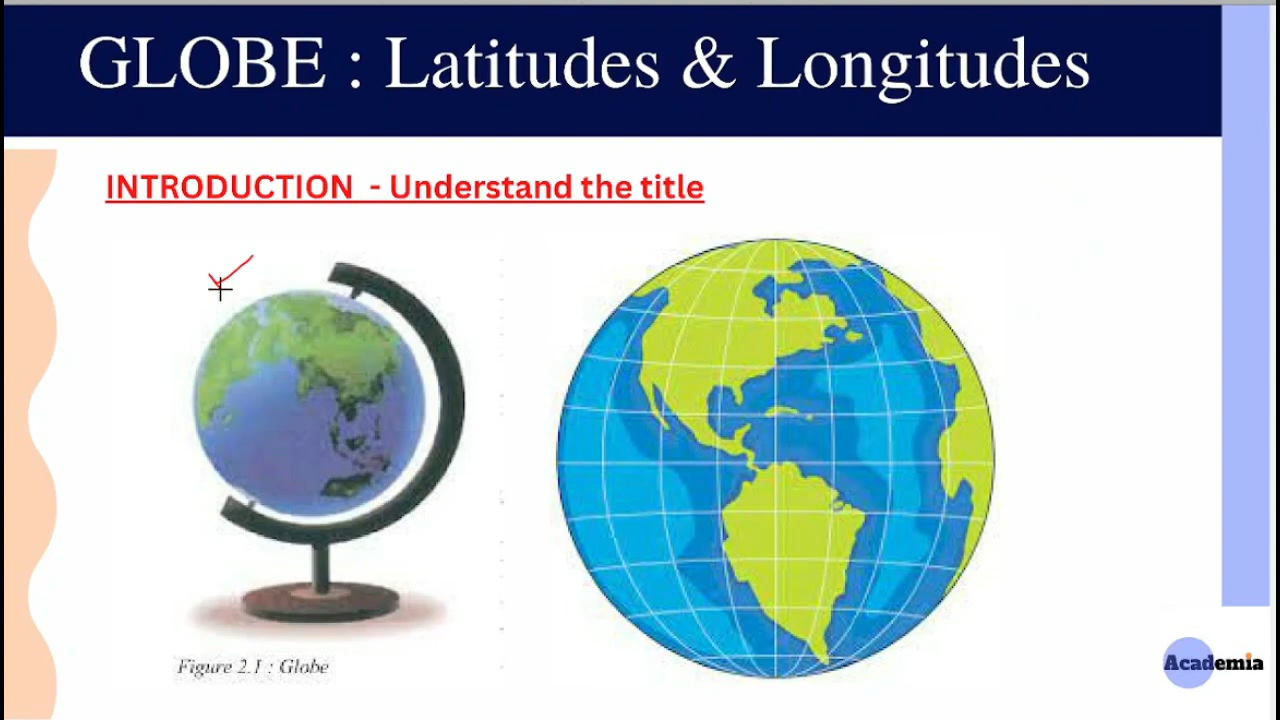 GLOBE : Latitudes & Longitudes
INTRODUCTION - Understand the title
Figure 2.1 : Globe
Academia